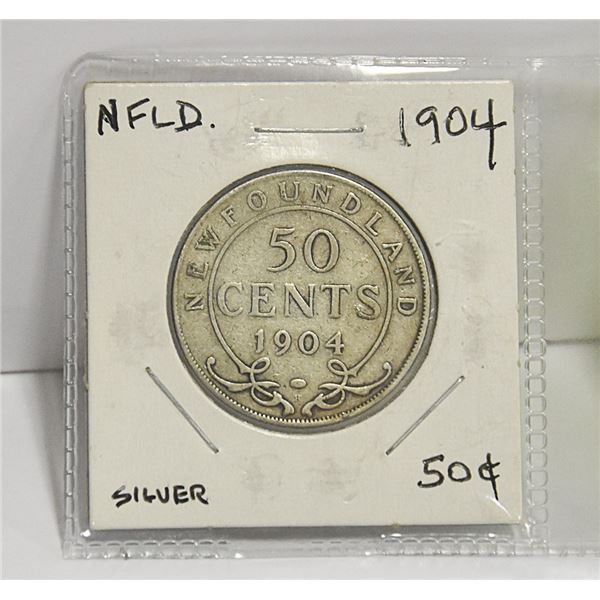 NFLD. 1904
NEWFOUNDLAND
50
CENTS
1904
H
SILVER 50¢